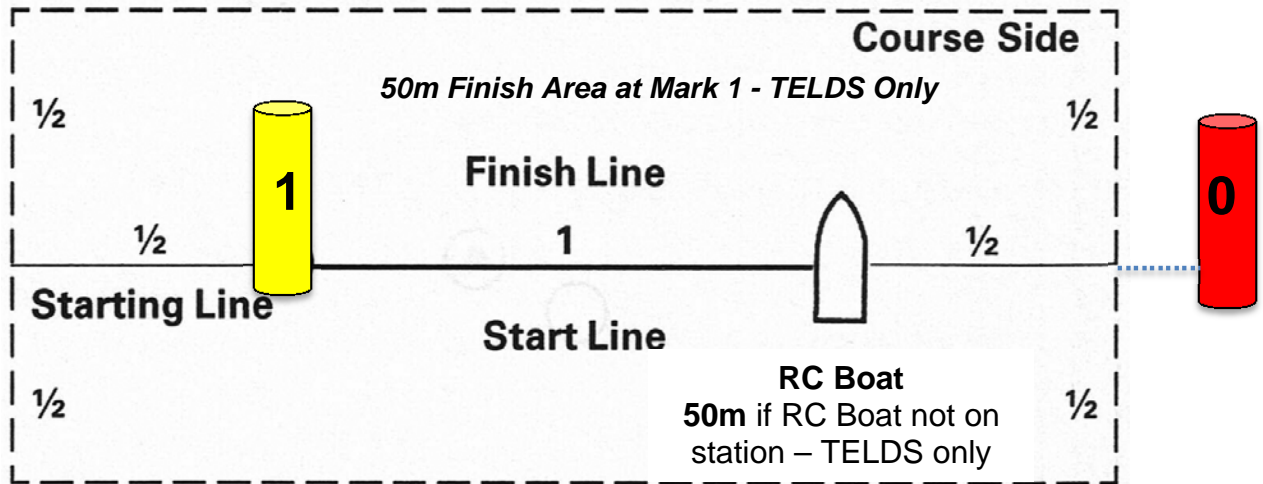 Course Side
50m Finish Area at Mark 1 - TELDS Only
½
½
1
Finish Line
0
½
1
½
Starting Line
Start Line
RC Boat
50m if RC Boat not on
station – TELDS only
½
½